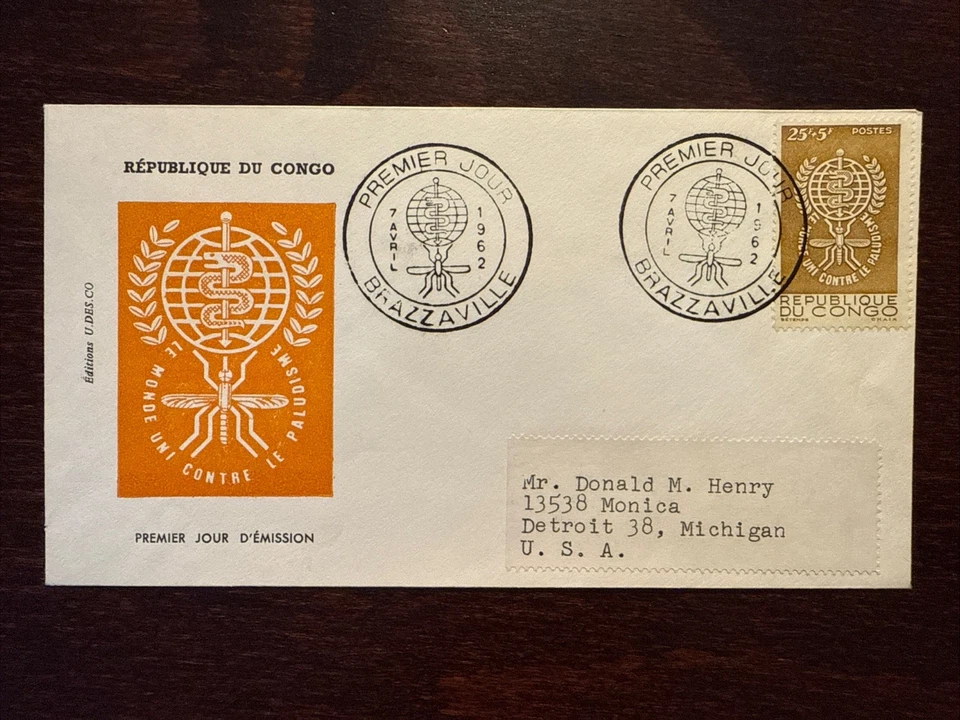 RÉPUBLIQUE DU CONGO
Éditions U.DES.CO
LE MONDE UNI CONTRE LE PALUDISME
PREMIER JOUR D'ÉMISSION
PREMIER JOUR
7 AVRIL 1962
BRAZZAVILLE
PREMIER JOUR
7 AVRIL 1962
BRAZZAVILLE
25F+5F POSTES
LE MONDE UNI CONTRE LE PALUDISME
REPUBLIQUE
DU CONGO
BÉTEMPS
Mr. Donald M. Henry
13538 Monica
Detroit 38, Michigan
U. S. A.